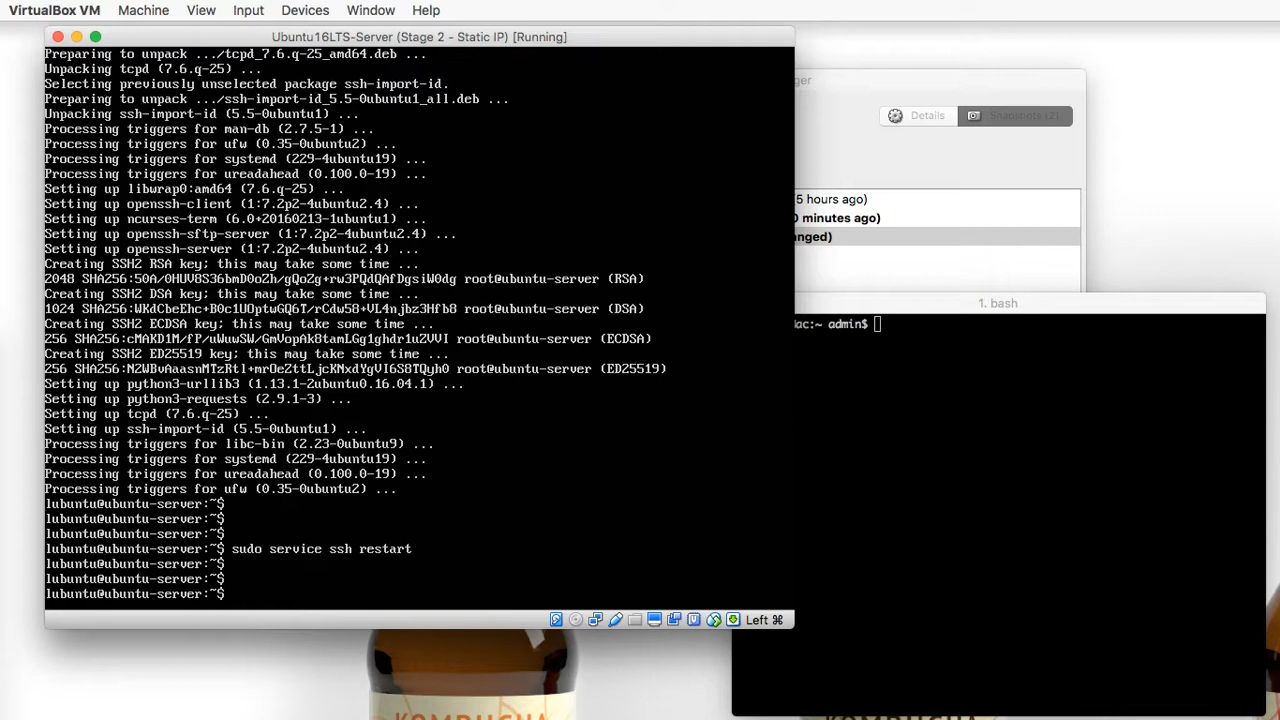 VirtualBox VM Machine View Input Devices Window Help
Ubuntu16LTS-Server (Stage 2 - Static IP) [Running]
Preparing to unpack .../tcpd_7.6.q-25_amd64.deb ...
Unpacking tcpd (7.6.q-25) ...
Selecting previously unselected package ssh-import-id.
Preparing to unpack .../ssh-import-id_5.5-0ubuntu1_all.deb ...
Unpacking ssh-import-id (5.5-0ubuntu1) ...
Processing triggers for man-db (2.7.5-1) ...
Processing triggers for ufw (0.35-0ubuntu2) ...
Processing triggers for systemd (229-4ubuntu19) ...
Processing triggers for ureadahead (0.100.0-19) ...
Setting up libwrap0:amd64 (7.6.q-25) ...
Setting up openssh-client (1:7.2p2-4ubuntu2.4) ...
Setting up ncurses-term (6.0+20160213-1ubuntu1) ...
Setting up openssh-sftp-server (1:7.2p2-4ubuntu2.4) ...
Setting up openssh-server (1:7.2p2-4ubuntu2.4) ...
Creating SSH2 RSA key; this may take some time ...
2048 SHA256:50A/0HUV8S36bmD0oZh/gQoZg+rw3PQdQAfDgsiW0dg root@ubuntu-server (RSA)
Creating SSH2 DSA key; this may take some time ...
1024 SHA256:WKdCbeEhc+B0c1UOptwGQ6T/rCdw58+VL4njbz3Hfb8 root@ubuntu-server (DSA)
Creating SSH2 ECDSA key; this may take some time ...
256 SHA256:cMAKD1M/fP/uWuwSW/GmVopAk8tamLGg1ghdr1uZVVI root@ubuntu-server (ECDSA)
Creating SSH2 ED25519 key; this may take some time ...
256 SHA256:N2WBvAaasnMTzRtl+mrOeZttLjcKNxdYgVI6S8TQyh0 root@ubuntu-server (ED25519)
Setting up python3-urllib3 (1.13.1-2ubuntu0.16.04.1) ...
Setting up python3-requests (2.9.1-3) ...
Setting up tcpd (7.6.q-25) ...
Setting up ssh-import-id (5.5-0ubuntu1) ...
Processing triggers for libc-bin (2.23-0ubuntu9) ...
Processing triggers for systemd (229-4ubuntu19) ...
Processing triggers for ureadahead (0.100.0-19) ...
Processing triggers for ufw (0.35-0ubuntu2) ...
lubuntu@ubuntu-server:~$
lubuntu@ubuntu-server:~$
lubuntu@ubuntu-server:~$
lubuntu@ubuntu-server:~$ sudo service ssh restart
lubuntu@ubuntu-server:~$
lubuntu@ubuntu-server:~$
lubuntu@ubuntu-server:~$
Left ⌘
ger
Details Snapshots (2)
(5 hours ago)
0 minutes ago)
anged)
1. bash
ac:~ admin$
KOMBUCHA